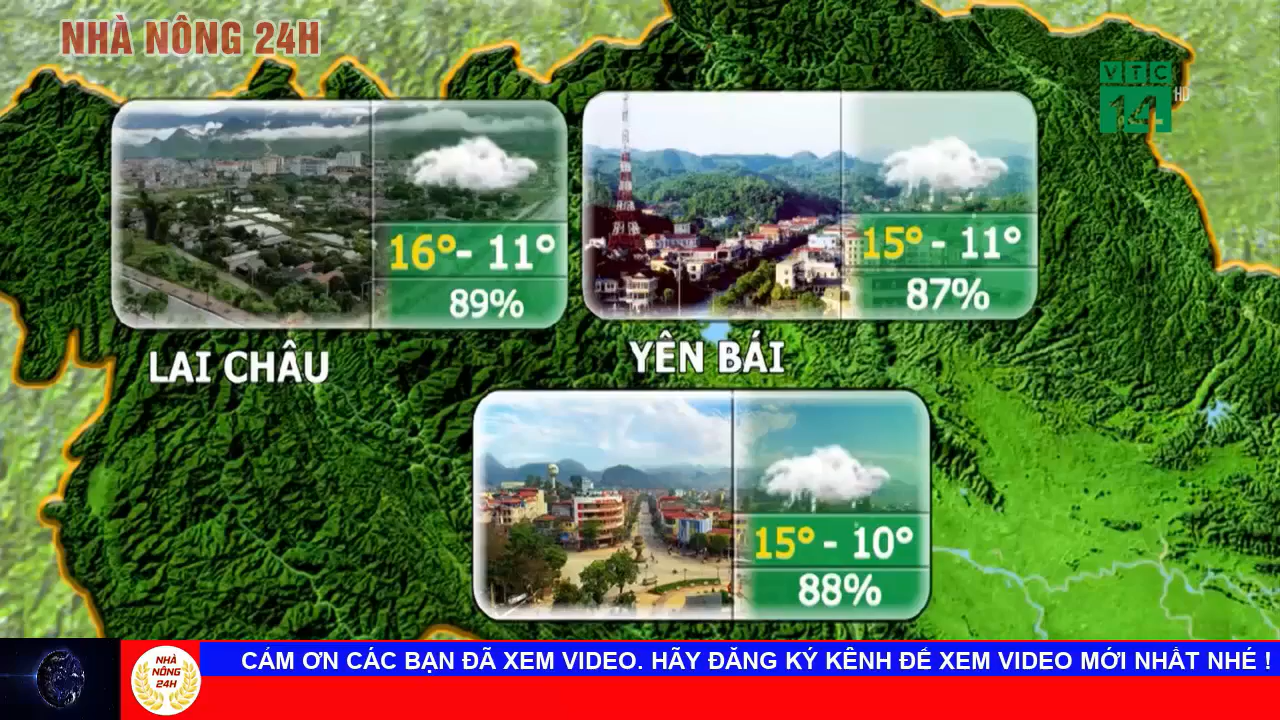 NHÀ NÔNG 24H
VTC
14
HD
16°- 11°
89%
15° - 11°
87%
LAI CHÂU
YÊN BÁI
15° - 10°
88%
NHÀ
NÔNG
24H
CÁM ƠN CÁC BẠN ĐÃ XEM VIDEO. HÃY ĐĂNG KÝ KÊNH ĐỂ XEM VIDEO MỚI NHẤT NHÉ !